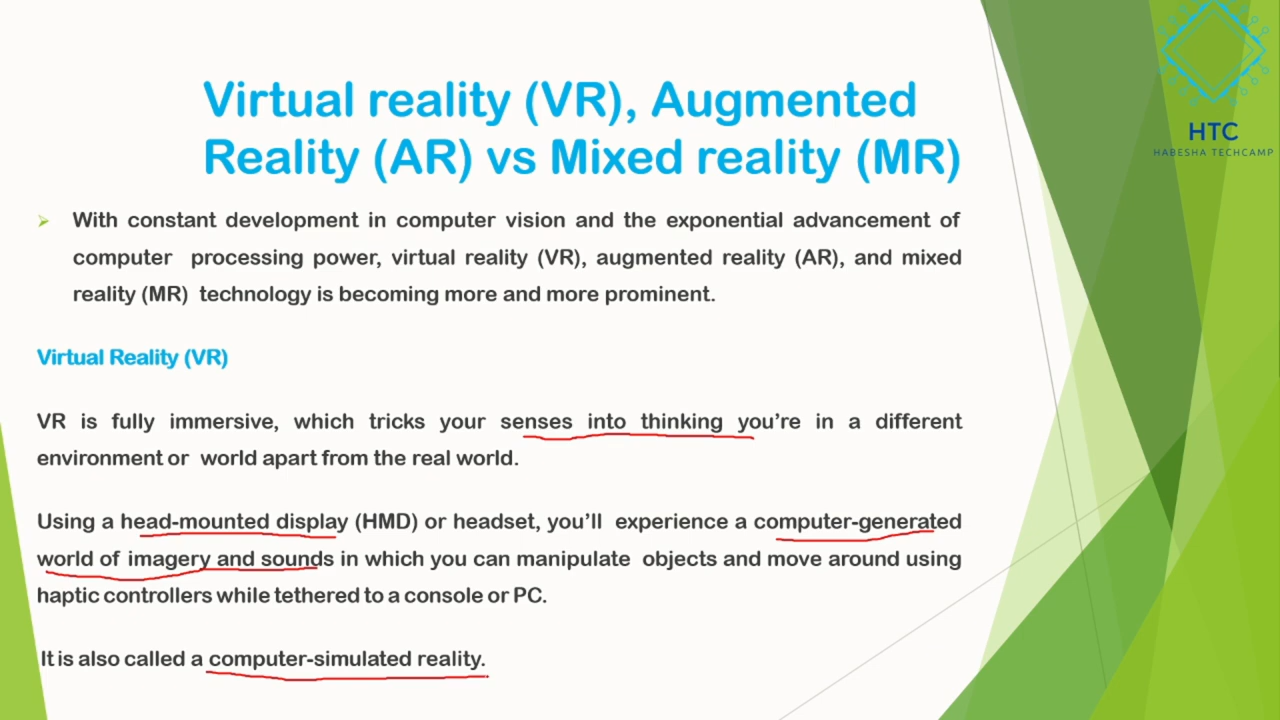 HTC
HABESHA TECHCAMP
Virtual reality (VR), Augmented
Reality (AR) vs Mixed reality (MR)
With constant development in computer vision and the exponential advancement of
computer processing power, virtual reality (VR), augmented reality (AR), and mixed
reality (MR) technology is becoming more and more prominent.
Virtual Reality (VR)
VR is fully immersive, which tricks your senses into thinking you’re in a different
environment or world apart from the real world.
Using a head-mounted display (HMD) or headset, you’ll experience a computer-generated
world of imagery and sounds in which you can manipulate objects and move around using
haptic controllers while tethered to a console or PC.
It is also called a computer-simulated reality.